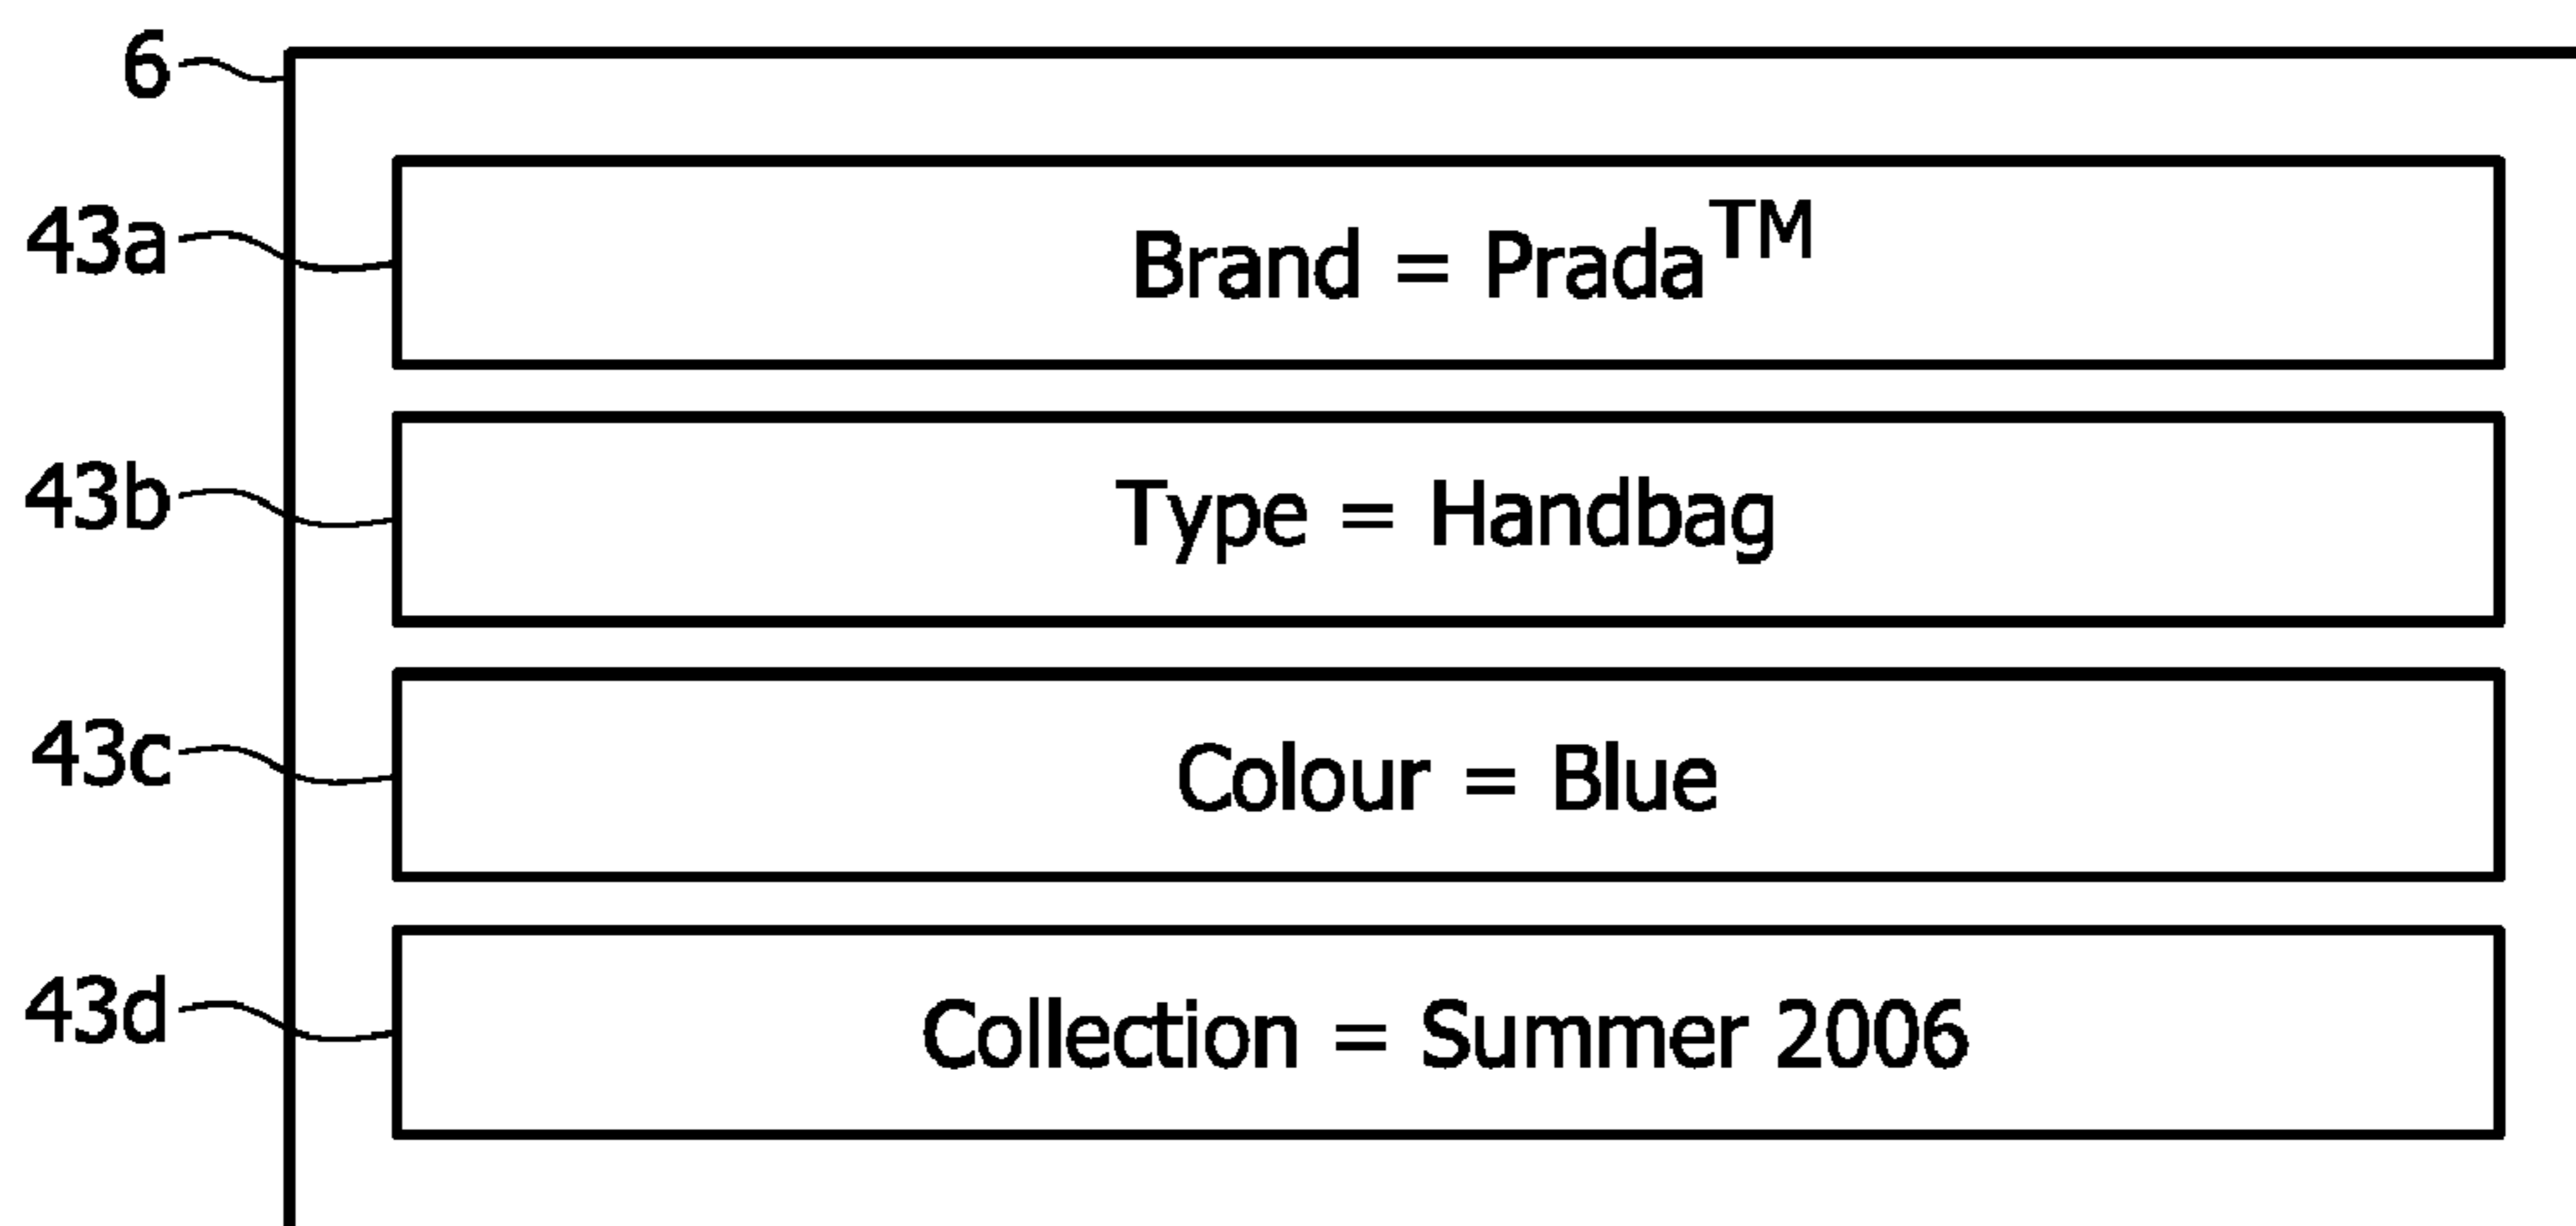 6
43a Brand = Prada™
43b Type = Handbag
43c Colour = Blue
43d Collection = Summer 2006